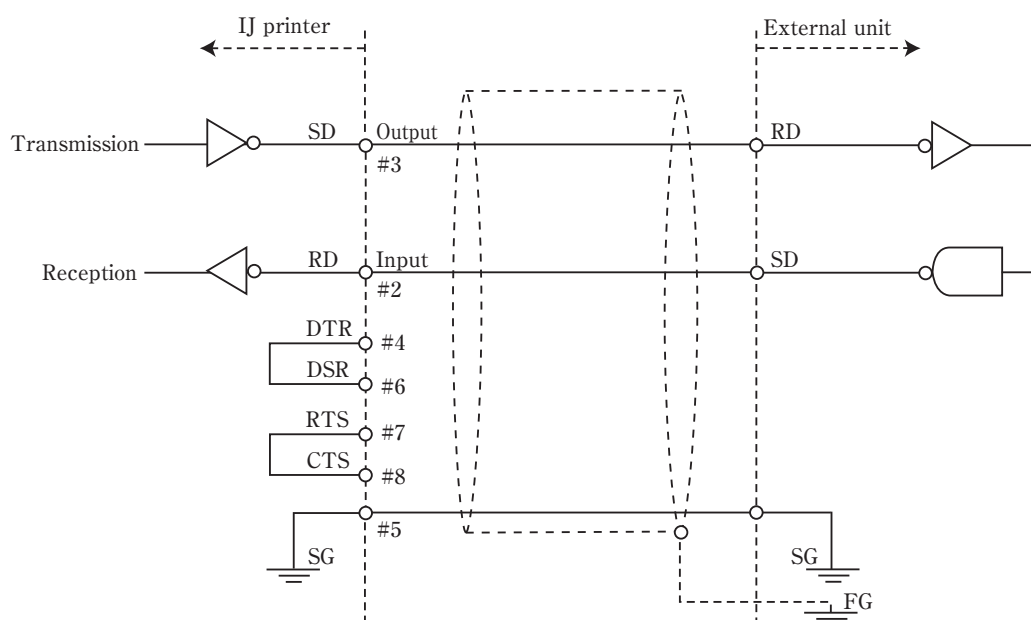 IJ printer
External unit
Transmission
SD
Output
#3
RD
Reception
RD
Input
#2
SD
DTR
#4
DSR
#6
RTS
#7
CTS
#8
#5
SG
SG
FG